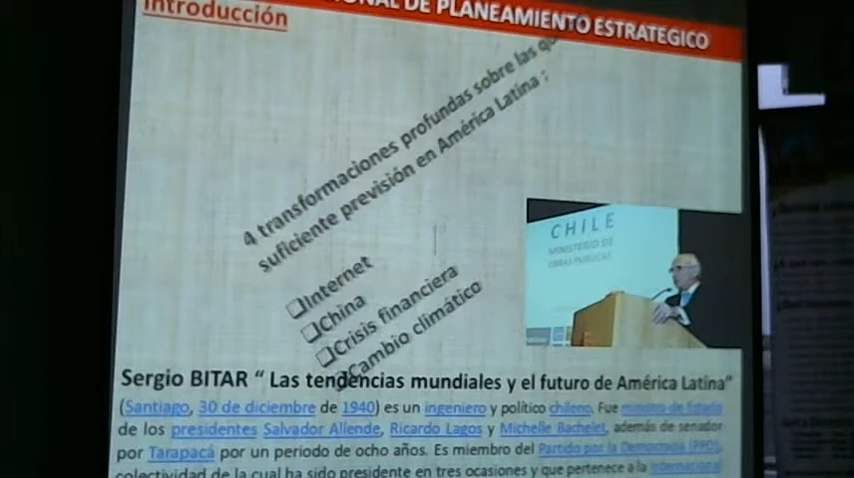 Introducción
DE PLANEAMIENTO ESTRATEGICO
4 transformaciones profundas sobre las
suficiente previsión en América Latina :
❑Internet
❑China
❑Crisis financiera
❑Cambio climático
CHILE
MINISTERIO DE
OBRAS PUBLICAS
Sergio BITAR “ Las tendencias mundiales y el futuro de América Latina”
(Santiago, 30 de diciembre de 1940) es un ingeniero y político chileno. Fue ministro de Estado
de los presidentes Salvador Allende, Ricardo Lagos y Michelle Bachelet, además de senador
por Tarapacá por un periodo de ocho años. Es miembro del Partido por la Democracia (PPD),
colectividad de la cual ha sido presidente en tres ocasiones y que pertenece a la Internacional